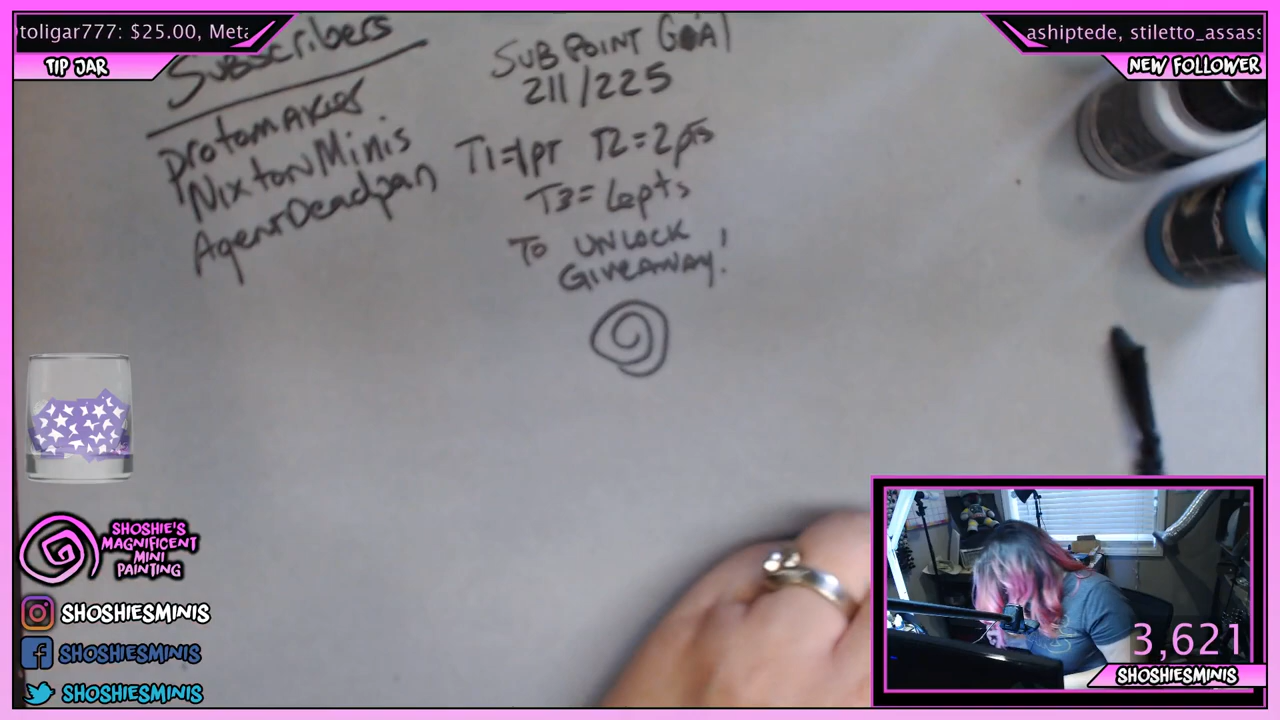 toligar777: $25.00, Meta
TIP JAR
ashiptede, stiletto_assass
NEW FOLLOWER
SUBSCRIBERS
ProtomAKes
NixtonMinis
AgentDeadpan
SUB POINT GOAl
211/225
T1=1pt T2=2pts
T3=6pts
To UNLOCK
GIVEAWAY!
SHOSHIE'S
MAGNIFICENT
MINI
PAINTING
SHOSHIESMINIS
SHOSHIESMINIS
SHOSHIESMINIS
3,621
SHOSHIESMINIS